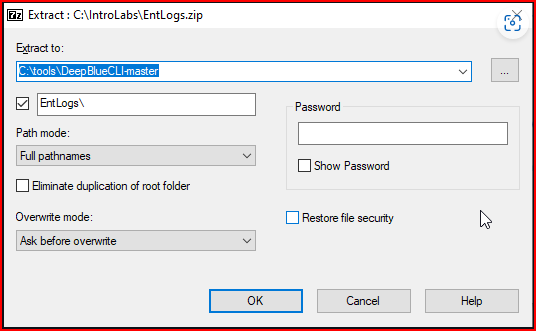 7z Extract : C:\IntroLabs\EntLogs.zip
Extract to:
C:\tools\DeepBlueCLI-master
...
EntLogs\
Password
Path mode:
Full pathnames
Show Password
Eliminate duplication of root folder
Overwrite mode:
Restore file security
Ask before overwrite
OK Cancel Help